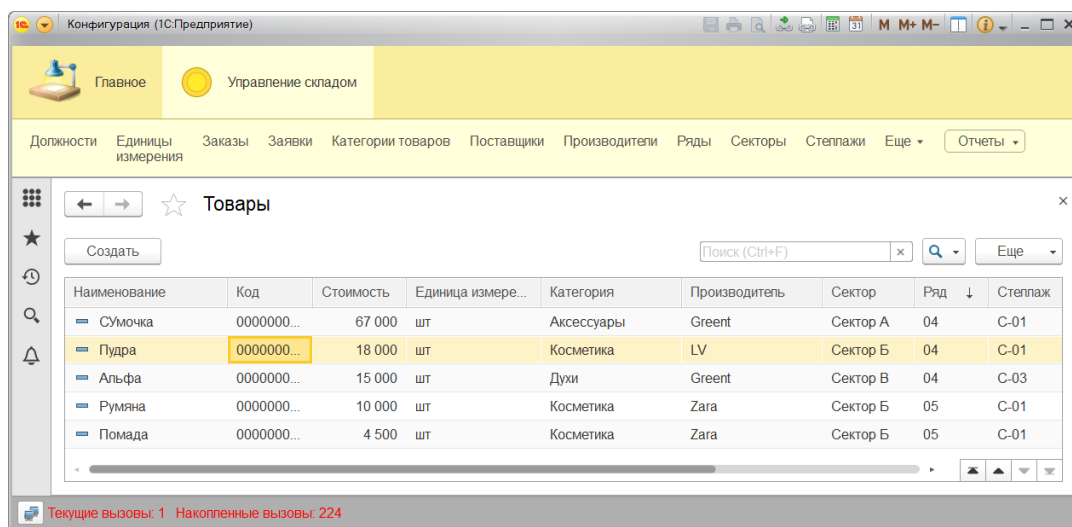 1С Конфигурация (1С:Предприятие) 31 M M+ M-
Главное Управление складом
Должности Единицы измерения Заказы Заявки Категории товаров Поставщики Производители Ряды Секторы Стеллажи Еще Отчеты
Товары
Создать Поиск (Ctrl+F) Еще
Наименование Код Стоимость Единица измере... Категория Производитель Сектор Ряд ↓ Стеллаж
СУмочка 0000000... 67 000 шт Аксессуары Greent Сектор А 04 С-01
Пудра 0000000... 18 000 шт Косметика LV Сектор Б 04 С-01
Альфа 0000000... 15 000 шт Духи Greent Сектор В 04 С-03
Румяна 0000000... 10 000 шт Косметика Zara Сектор Б 05 С-01
Помада 0000000... 4 500 шт Косметика Zara Сектор Б 05 С-01
Текущие вызовы: 1 Накопленные вызовы: 224